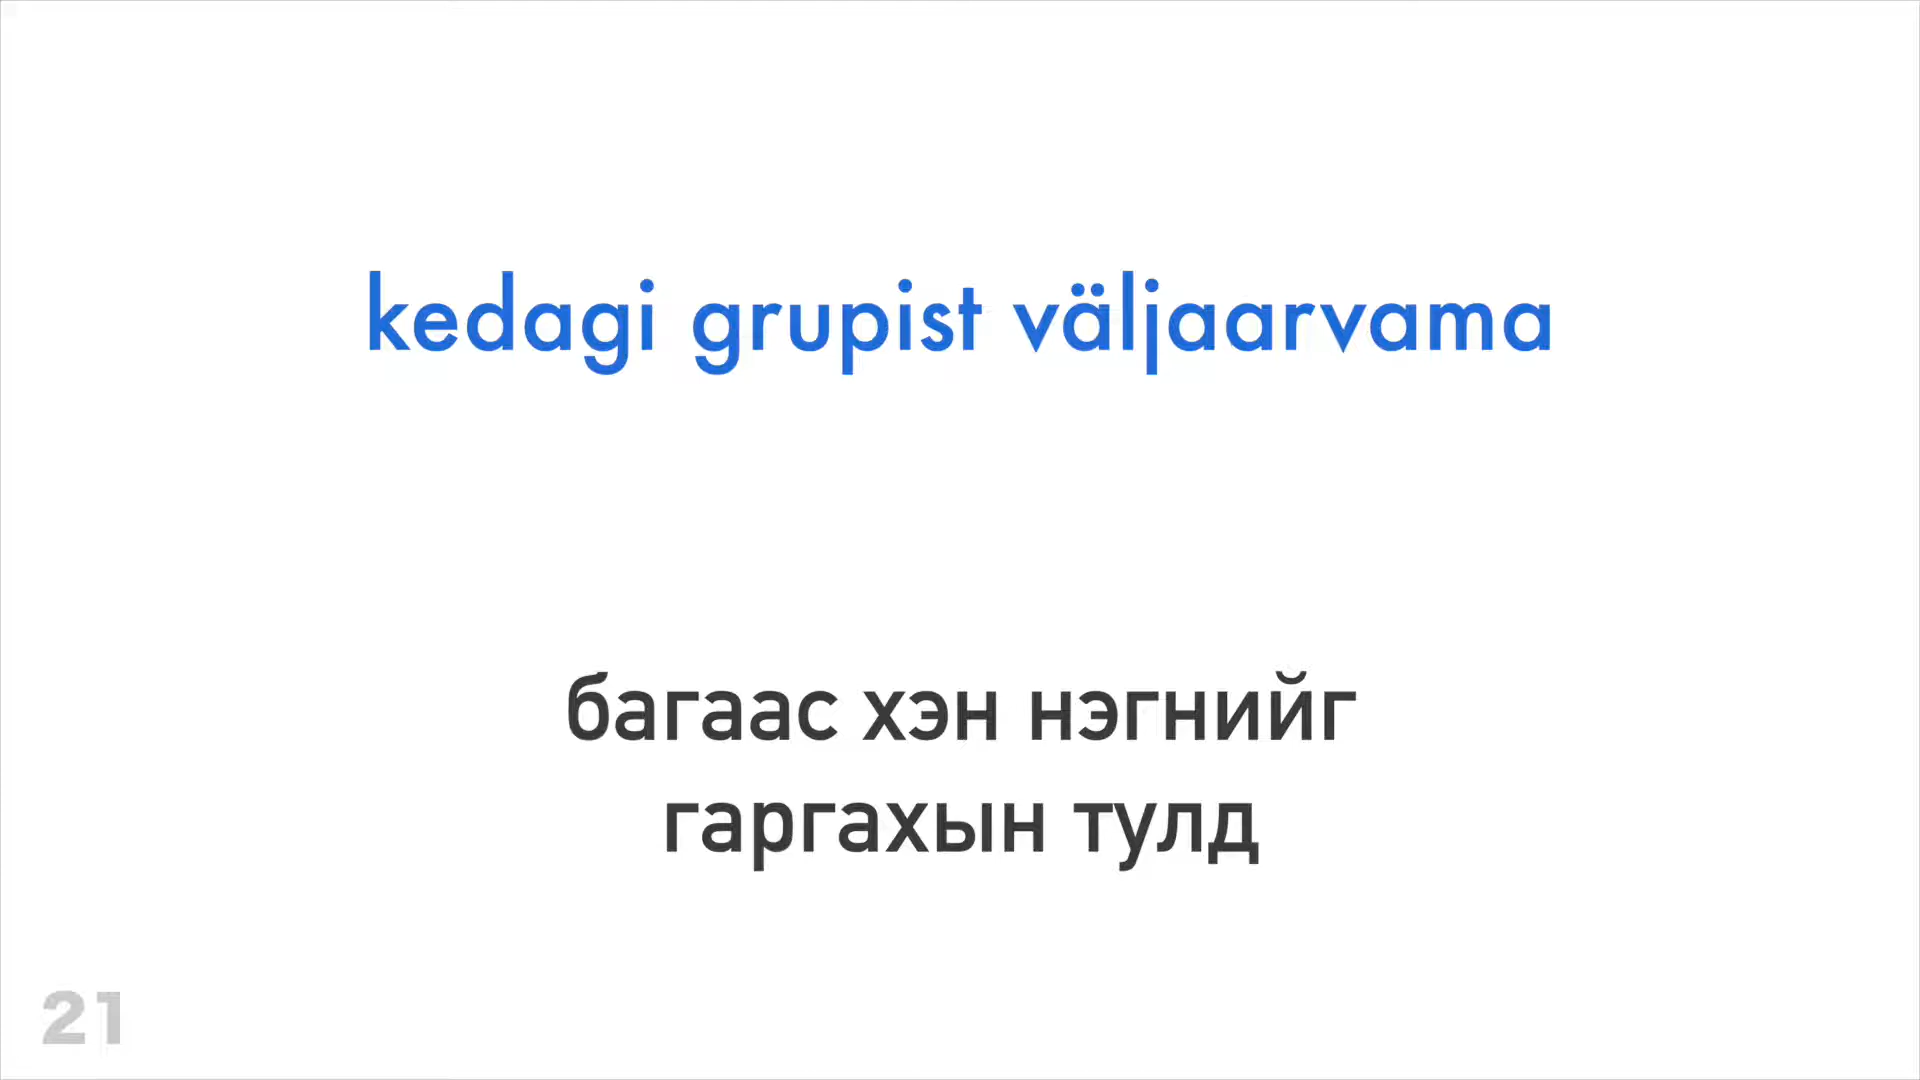 kedagi grupist väljaarvama
багаас хэн нэгнийг
гаргахын тулд
21